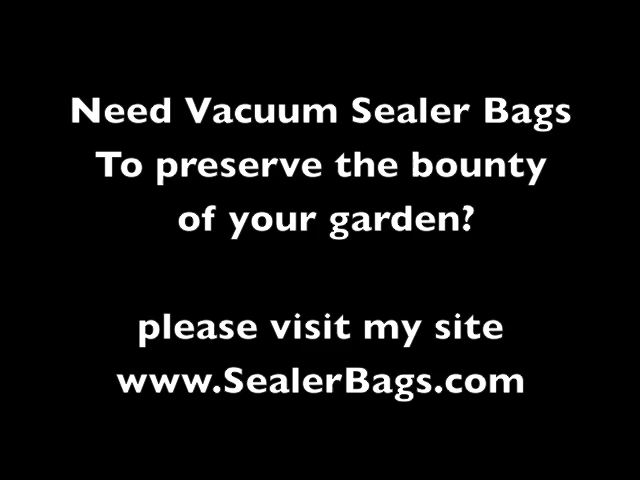 Need Vacuum Sealer Bags
To preserve the bounty
of your garden?
please visit my site
www.SealerBags.com